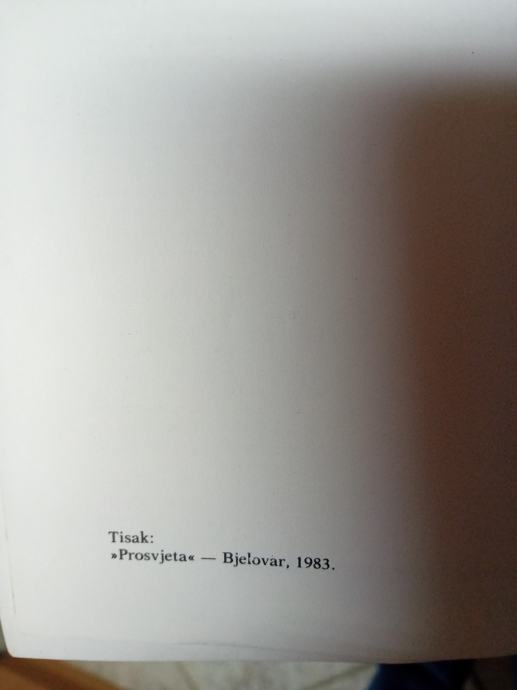 Tisak:
»Prosvjeta« — Bjelovar, 1983.